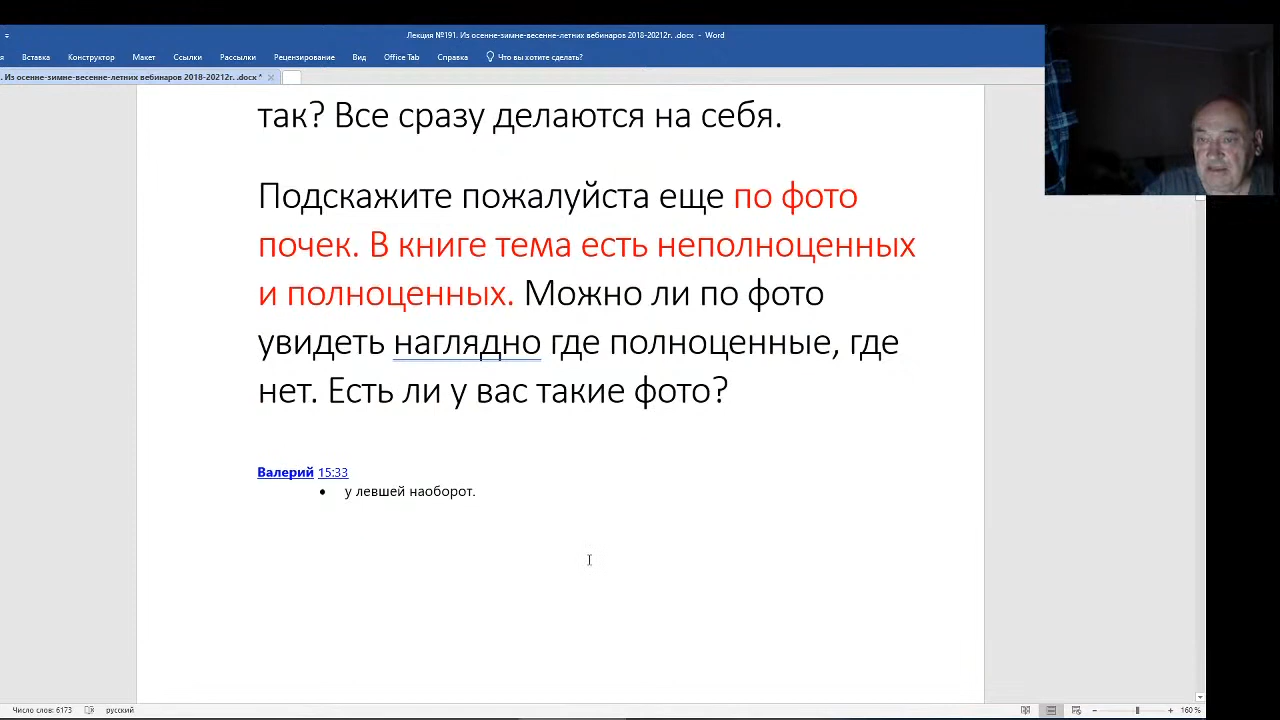 Лекция №191. Из осенне-зимне-весенне-летних вебинаров 2018-20212г. .docx - Word
я Вставка Конструктор Макет Ссылки Рассылки Рецензирование Вид Office Tab Справка Что вы хотите сделать?
. Из осенне-зимне-весенне-летних вебинаров 2018-20212г. .docx *
так? Все сразу делаются на себя.
Подскажите пожалуйста еще по фото
почек. В книге тема есть неполноценных
и полноценных. Можно ли по фото
увидеть наглядно где полноценные, где
нет. Есть ли у вас такие фото?
Валерий 15:33
• у левшей наоборот.
Число слов: 6173 русский 160 %